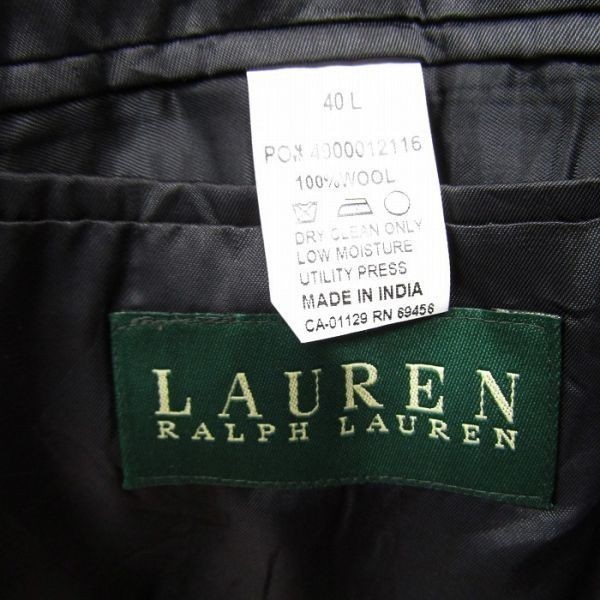 40 L
PO# 4000012116
100% WOOL
DRY CLEAN ONLY
LOW MOISTURE
UTILITY PRESS
MADE IN INDIA
CA-01129 RN 69456
LAUREN
RALPH LAUREN